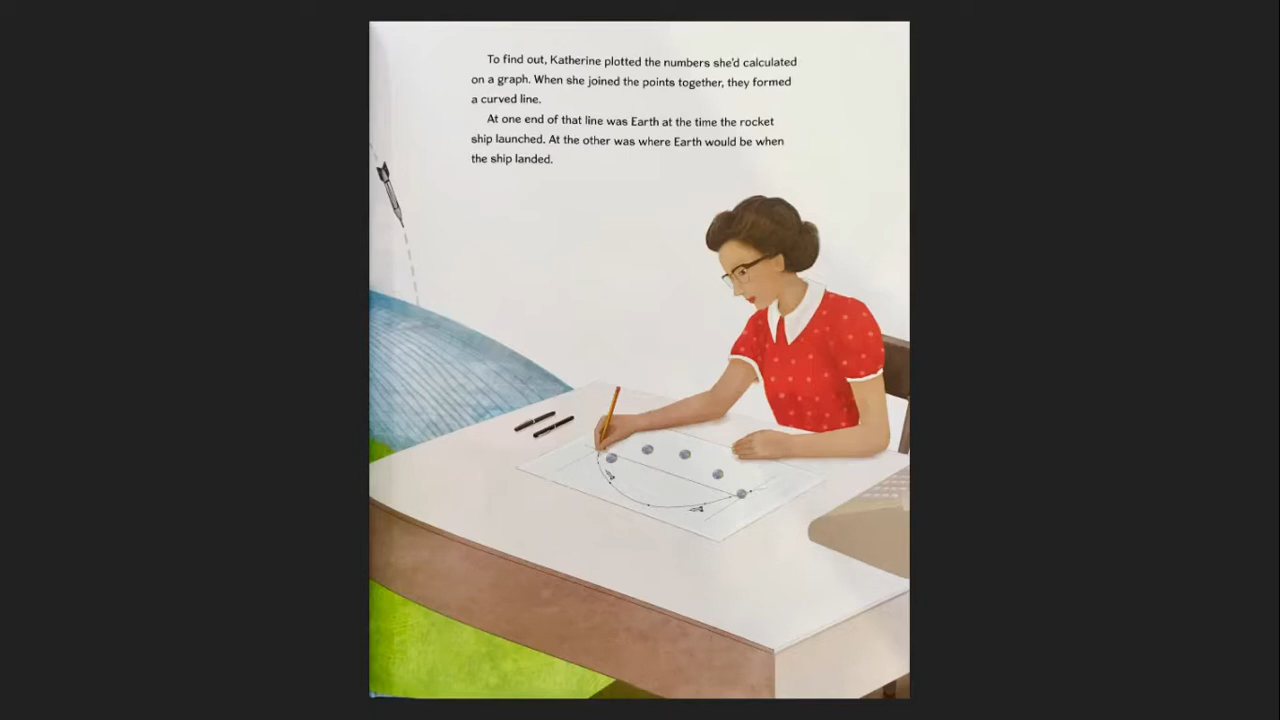 To find out, Katherine plotted the numbers she'd calculated
on a graph. When she joined the points together, they formed
a curved line.
At one end of that line was Earth at the time the rocket
ship launched. At the other was where Earth would be when
the ship landed.